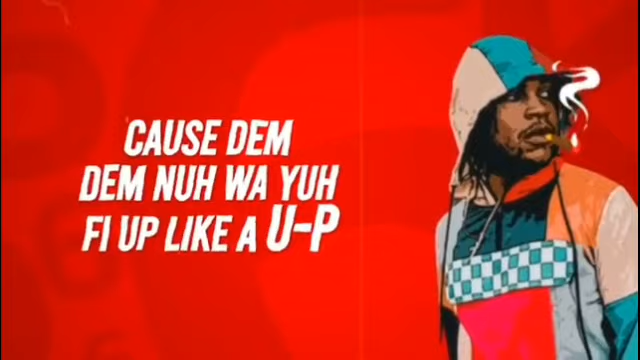 CAUSE DEM
DEM NUH WA YUH
FI UP LIKE A U-P